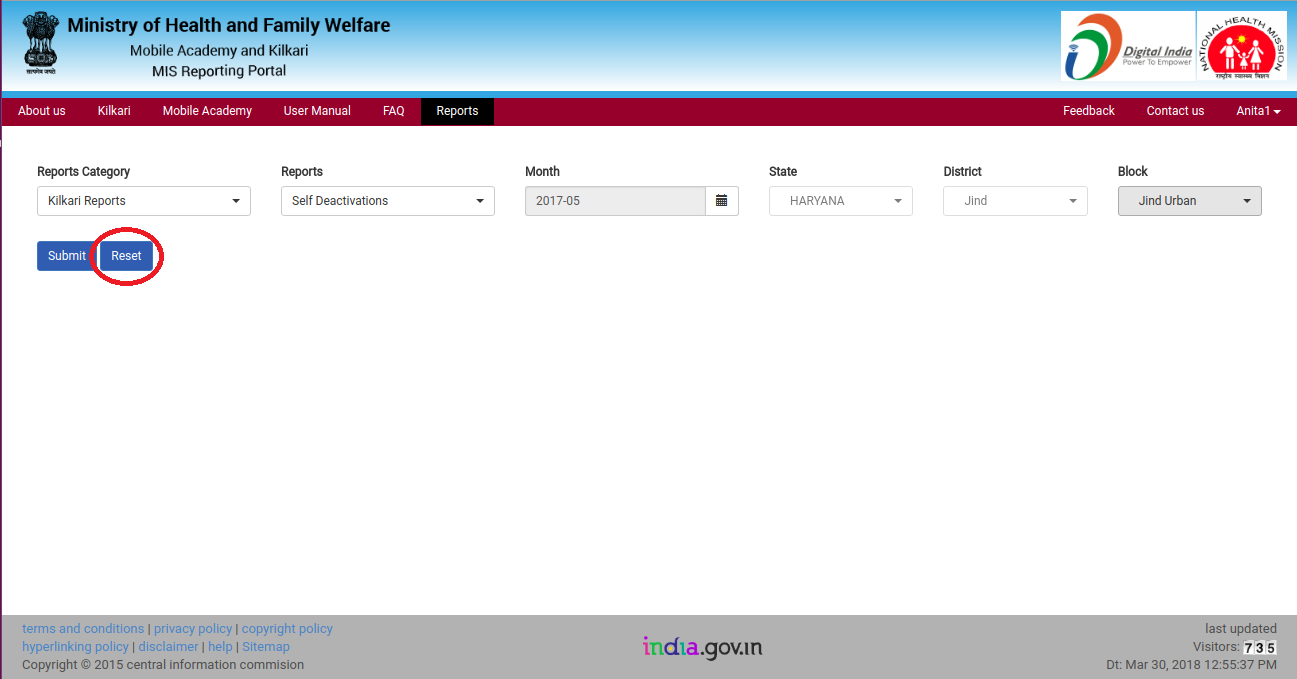 Ministry of Health and Family Welfare
Mobile Academy and Kilkari
MIS Reporting Portal
सत्यमेव जयते
Digital India
Power To Empower
NATIONAL HEALTH MISSION
राष्ट्रीय स्वास्थ्य मिशन
About us Kilkari Mobile Academy User Manual FAQ Reports Feedback Contact us Anita1
Reports Category Reports Month State District Block
Kilkari Reports Self Deactivations 2017-05 HARYANA Jind Jind Urban
Submit Reset
terms and conditions | privacy policy | copyright policy
hyperlinking policy | disclaimer | help | Sitemap
Copyright © 2015 central information commision
india.gov.in
last updated
Visitors: 735
Dt: Mar 30, 2018 12:55:37 PM